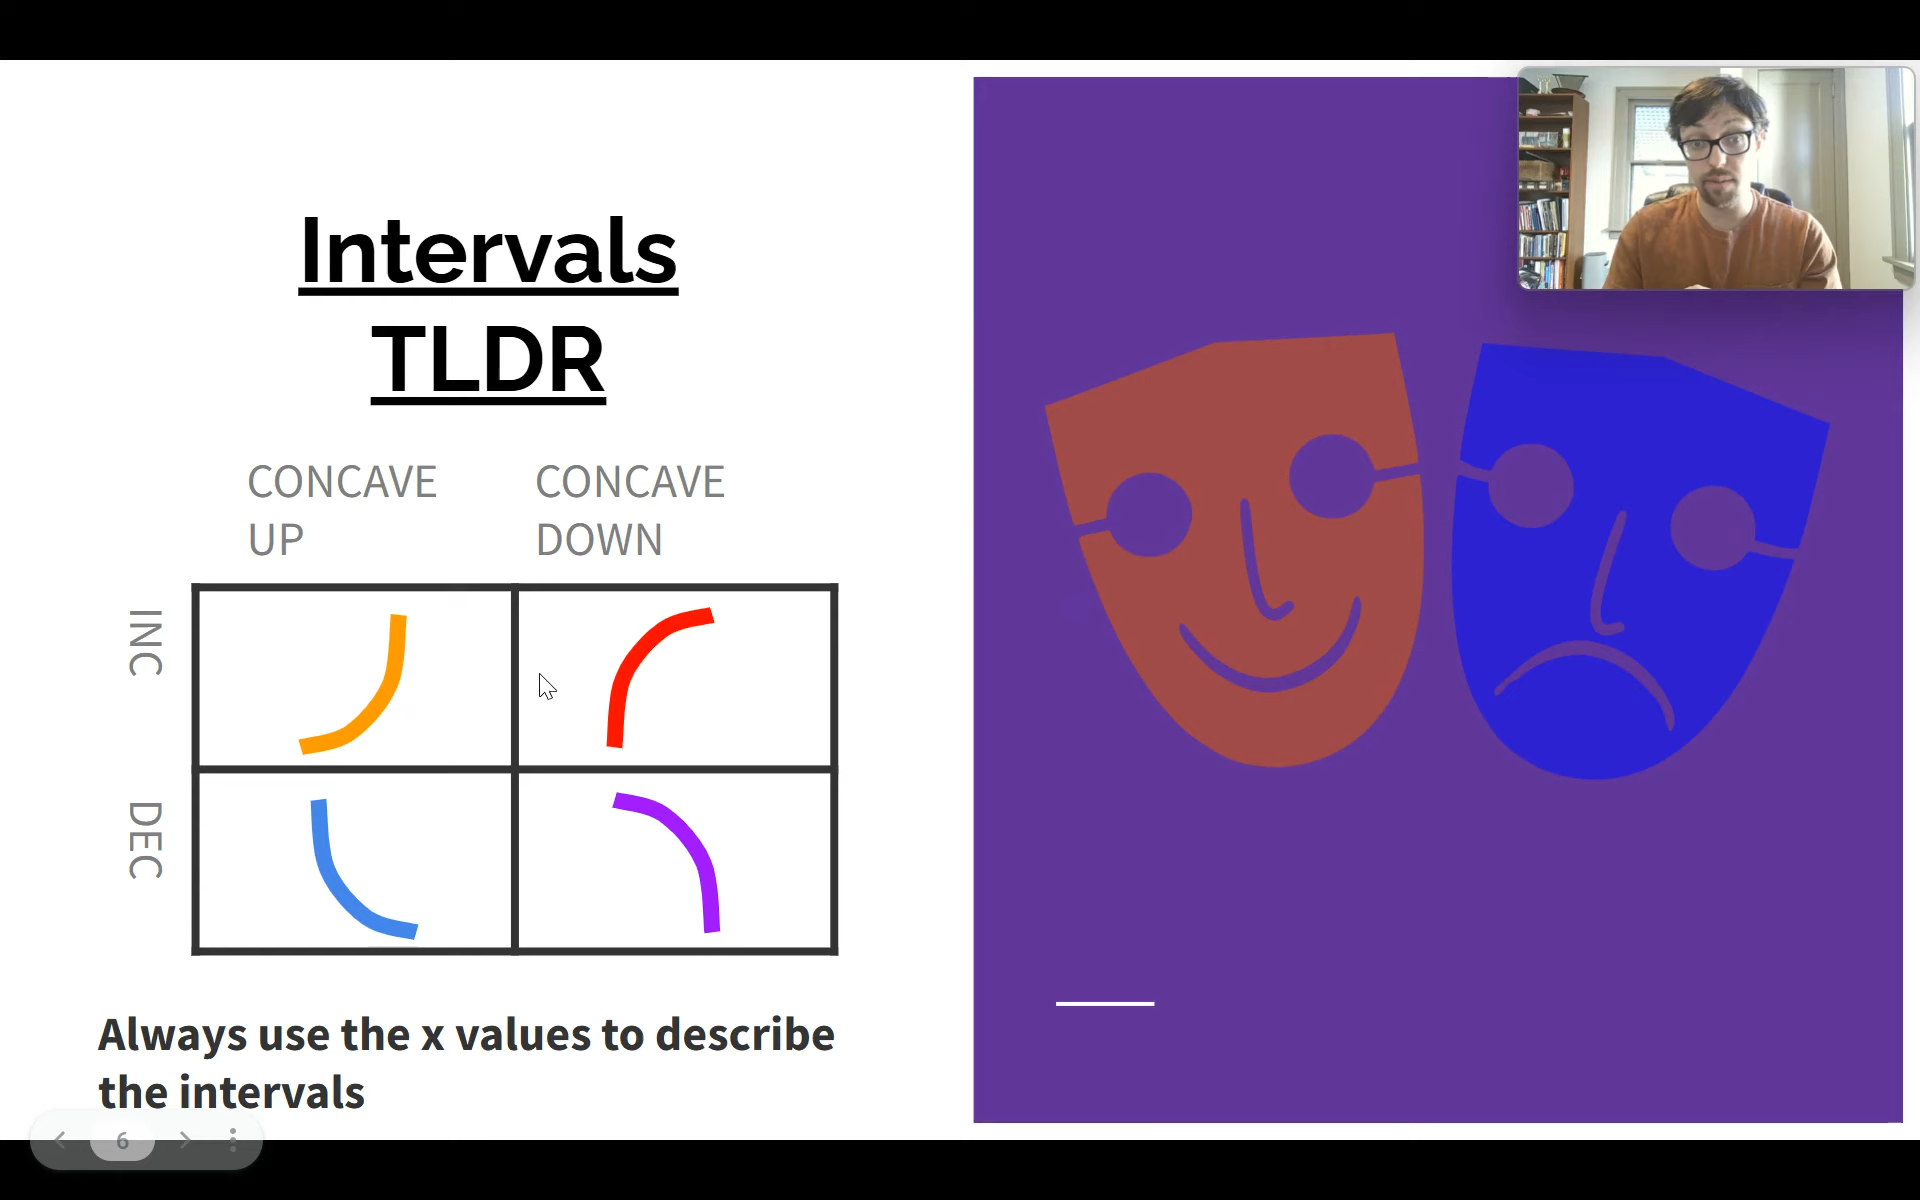 Intervals
TLDR
CONCAVE
UP
CONCAVE
DOWN
INC
DEC
Always use the x values to describe
the intervals
6